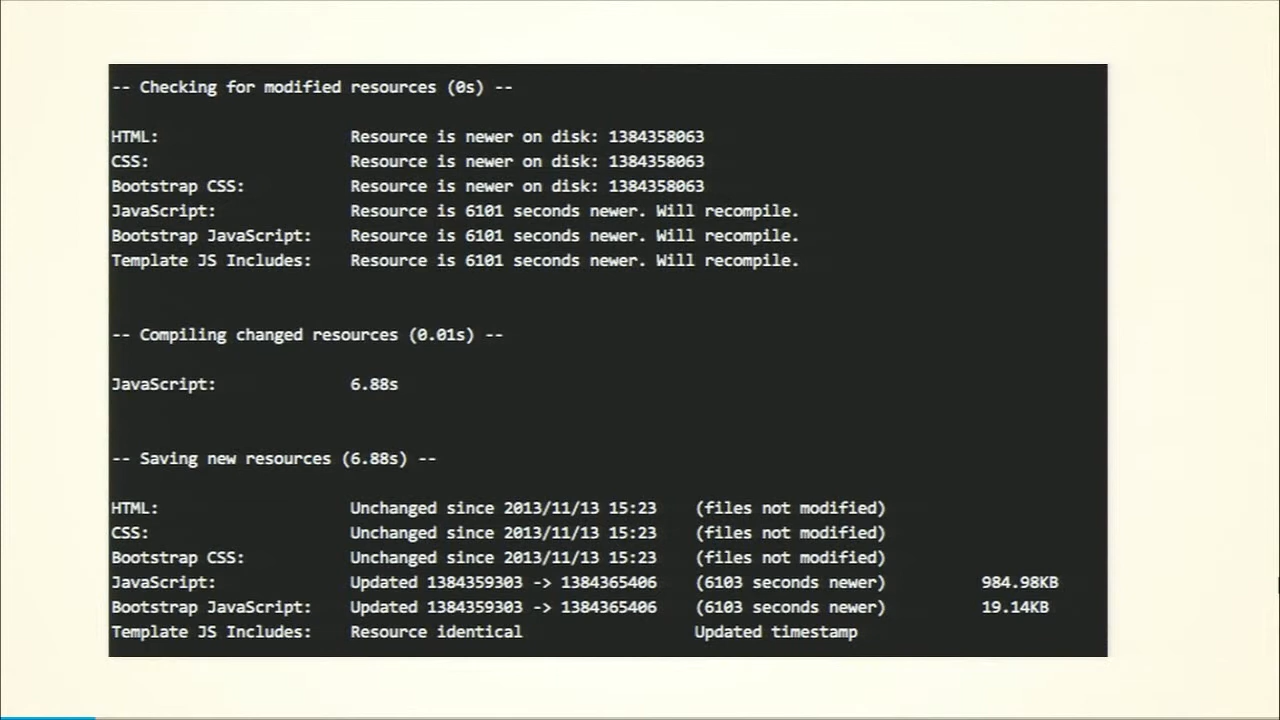 -- Checking for modified resources (0s) --
HTML: Resource is newer on disk: 1384358063
CSS: Resource is newer on disk: 1384358063
Bootstrap CSS: Resource is newer on disk: 1384358063
JavaScript: Resource is 6101 seconds newer. Will recompile.
Bootstrap JavaScript: Resource is 6101 seconds newer. Will recompile.
Template JS Includes: Resource is 6101 seconds newer. Will recompile.
-- Compiling changed resources (0.01s) --
JavaScript: 6.88s
-- Saving new resources (6.88s) --
HTML: Unchanged since 2013/11/13 15:23 (files not modified)
CSS: Unchanged since 2013/11/13 15:23 (files not modified)
Bootstrap CSS: Unchanged since 2013/11/13 15:23 (files not modified)
JavaScript: Updated 1384359303 -> 1384365406 (6103 seconds newer) 984.98KB
Bootstrap JavaScript: Updated 1384359303 -> 1384365406 (6103 seconds newer) 19.14KB
Template JS Includes: Resource identical Updated timestamp